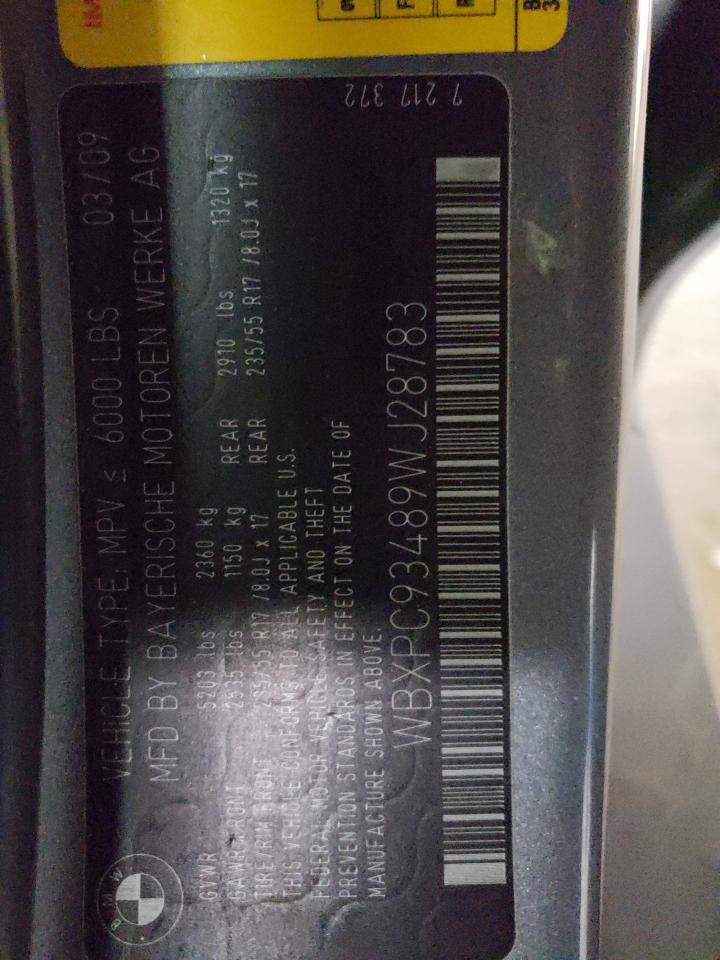 VEHICLE TYPE: MPV ≤ 6000 LBS 03/09
MFD BY BAYERISCHE MOTOREN WERKE AG
GVWR 5203 lbs 2360 kg
GAWR FRONT 2535 lbs 1150 kg REAR 2910 lbs 1320 kg
TIRE/RIM FRONT 235/55 R17 /8.0J x 17 REAR 235/55 R17 /8.0J x 17
THIS VEHICLE CONFORMS TO ALL APPLICABLE U.S.
FEDERAL MOTOR VEHICLE SAFETY AND THEFT
PREVENTION STANDARDS IN EFFECT ON THE DATE OF
MANUFACTURE SHOWN ABOVE.
WBXPC93489WJ28783
7 217 372
BMW